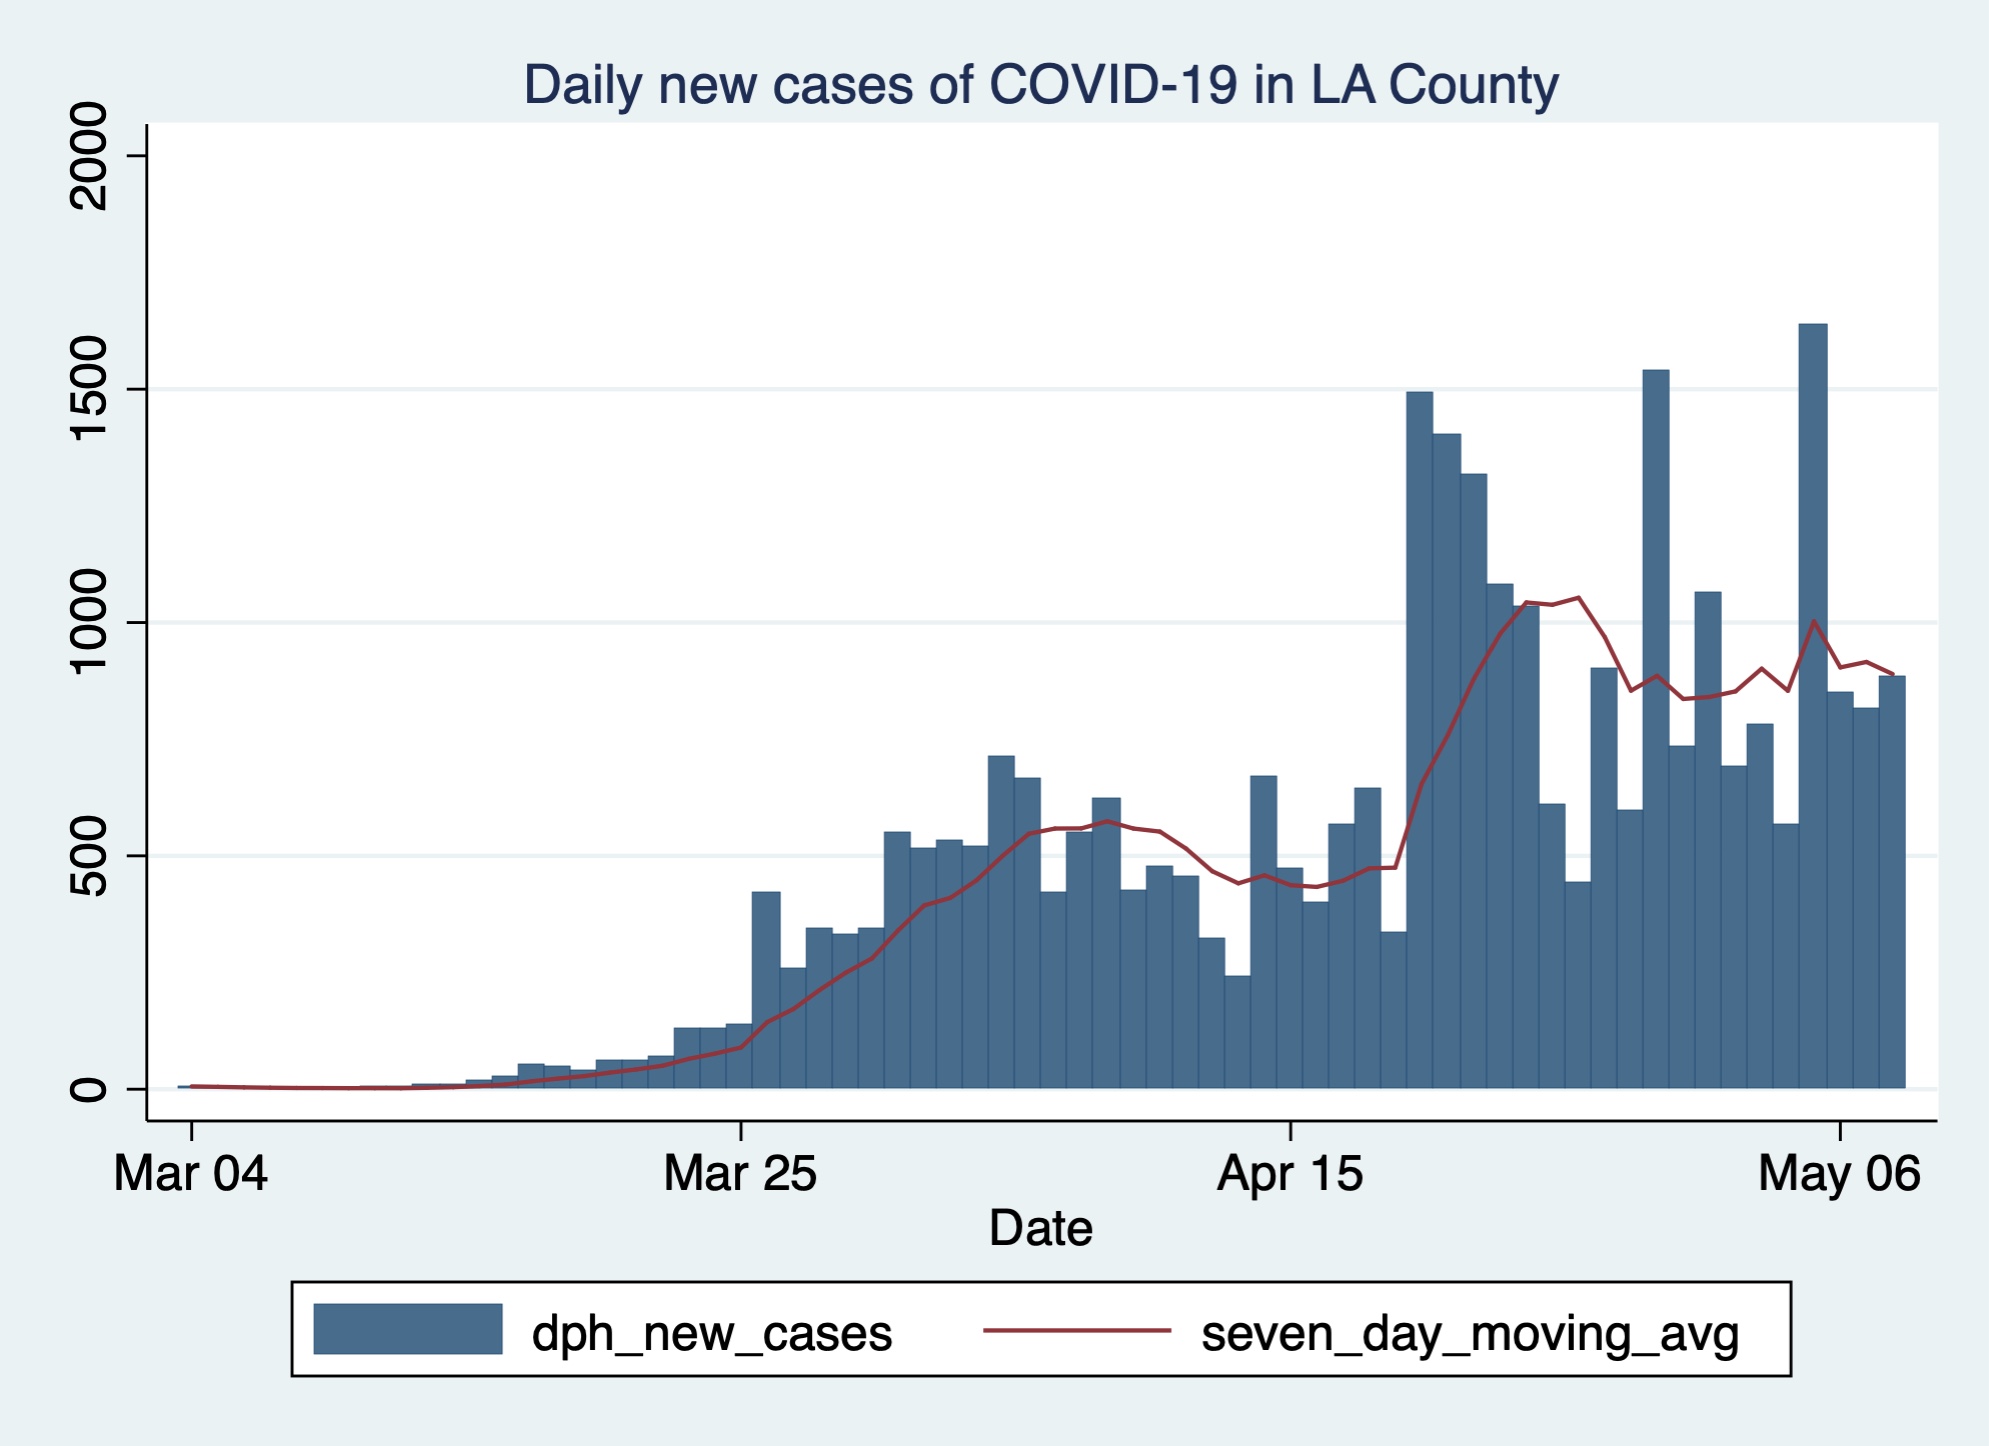 Daily new cases of COVID-19 in LA County
2000
1500
1000
500
0
Mar 04 Mar 25 Apr 15 May 06
Date
dph_new_cases seven_day_moving_avg